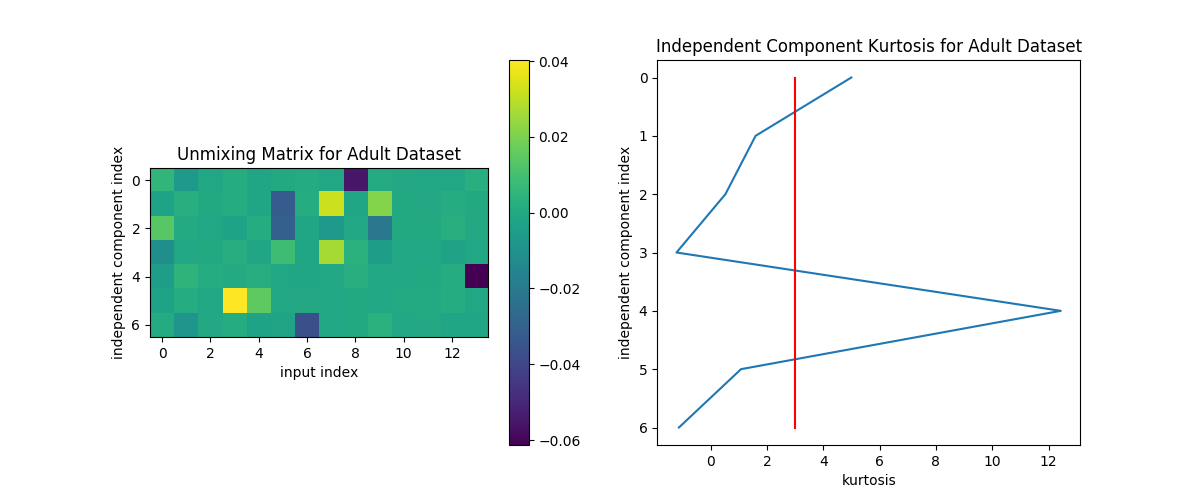 Unmixing Matrix for Adult Dataset
independent component index
0
2
4
6
0 2 4 6 8 10 12
input index
0.04
0.02
0.00
−0.02
−0.04
−0.06
Independent Component Kurtosis for Adult Dataset
independent component index
0
1
2
3
4
5
6
0 2 4 6 8 10 12
kurtosis